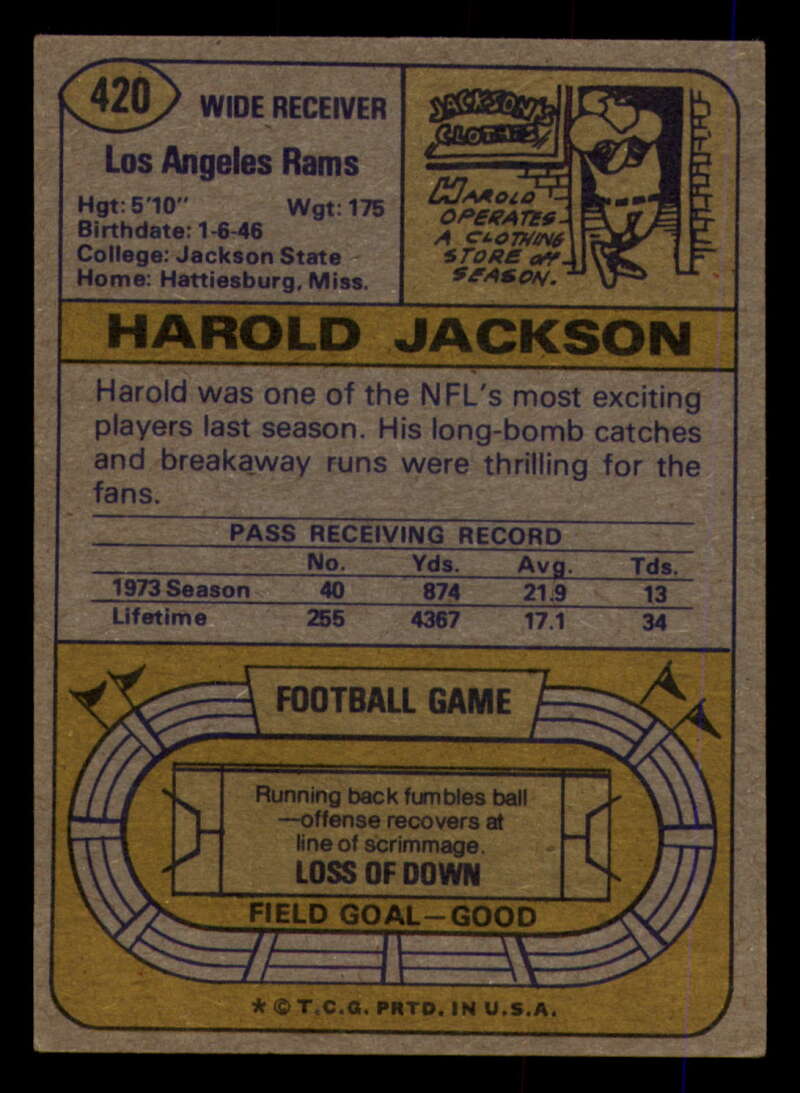 420
WIDE RECEIVER
Los Angeles Rams
Hgt: 5'10" Wgt: 175
Birthdate: 1-6-46
College: Jackson State
Home: Hattiesburg, Miss.
JACKSON'S
CLOTHES
HAROLD
OPERATES
A CLOTHING
STORE OFF
SEASON.
HAROLD JACKSON
Harold was one of the NFL's most exciting
players last season. His long-bomb catches
and breakaway runs were thrilling for the
fans.
PASS RECEIVING RECORD
No. Yds. Avg. Tds.
1973 Season 40 874 21.9 13
Lifetime 255 4367 17.1 34
FOOTBALL GAME
Running back fumbles ball
—offense recovers at
line of scrimmage.
LOSS OF DOWN
FIELD GOAL—GOOD
* © T.C.G. PRTD. IN U.S.A.